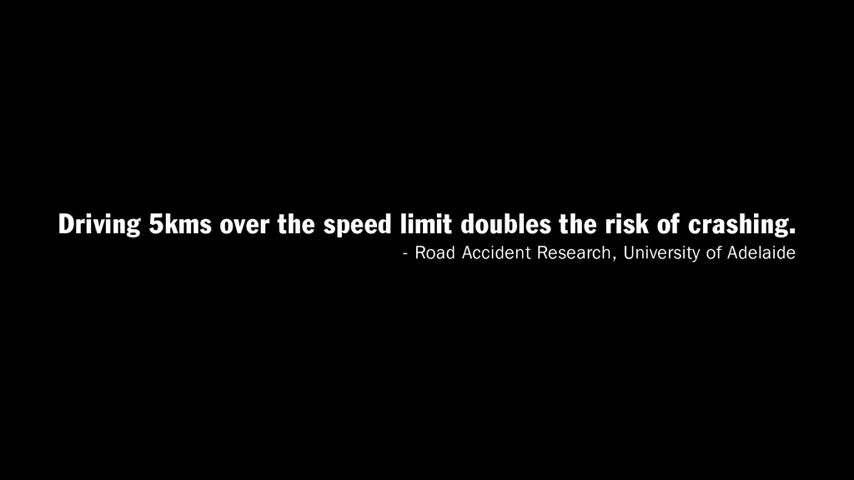 Driving 5kms over the speed limit doubles the risk of crashing.
- Road Accident Research, University of Adelaide